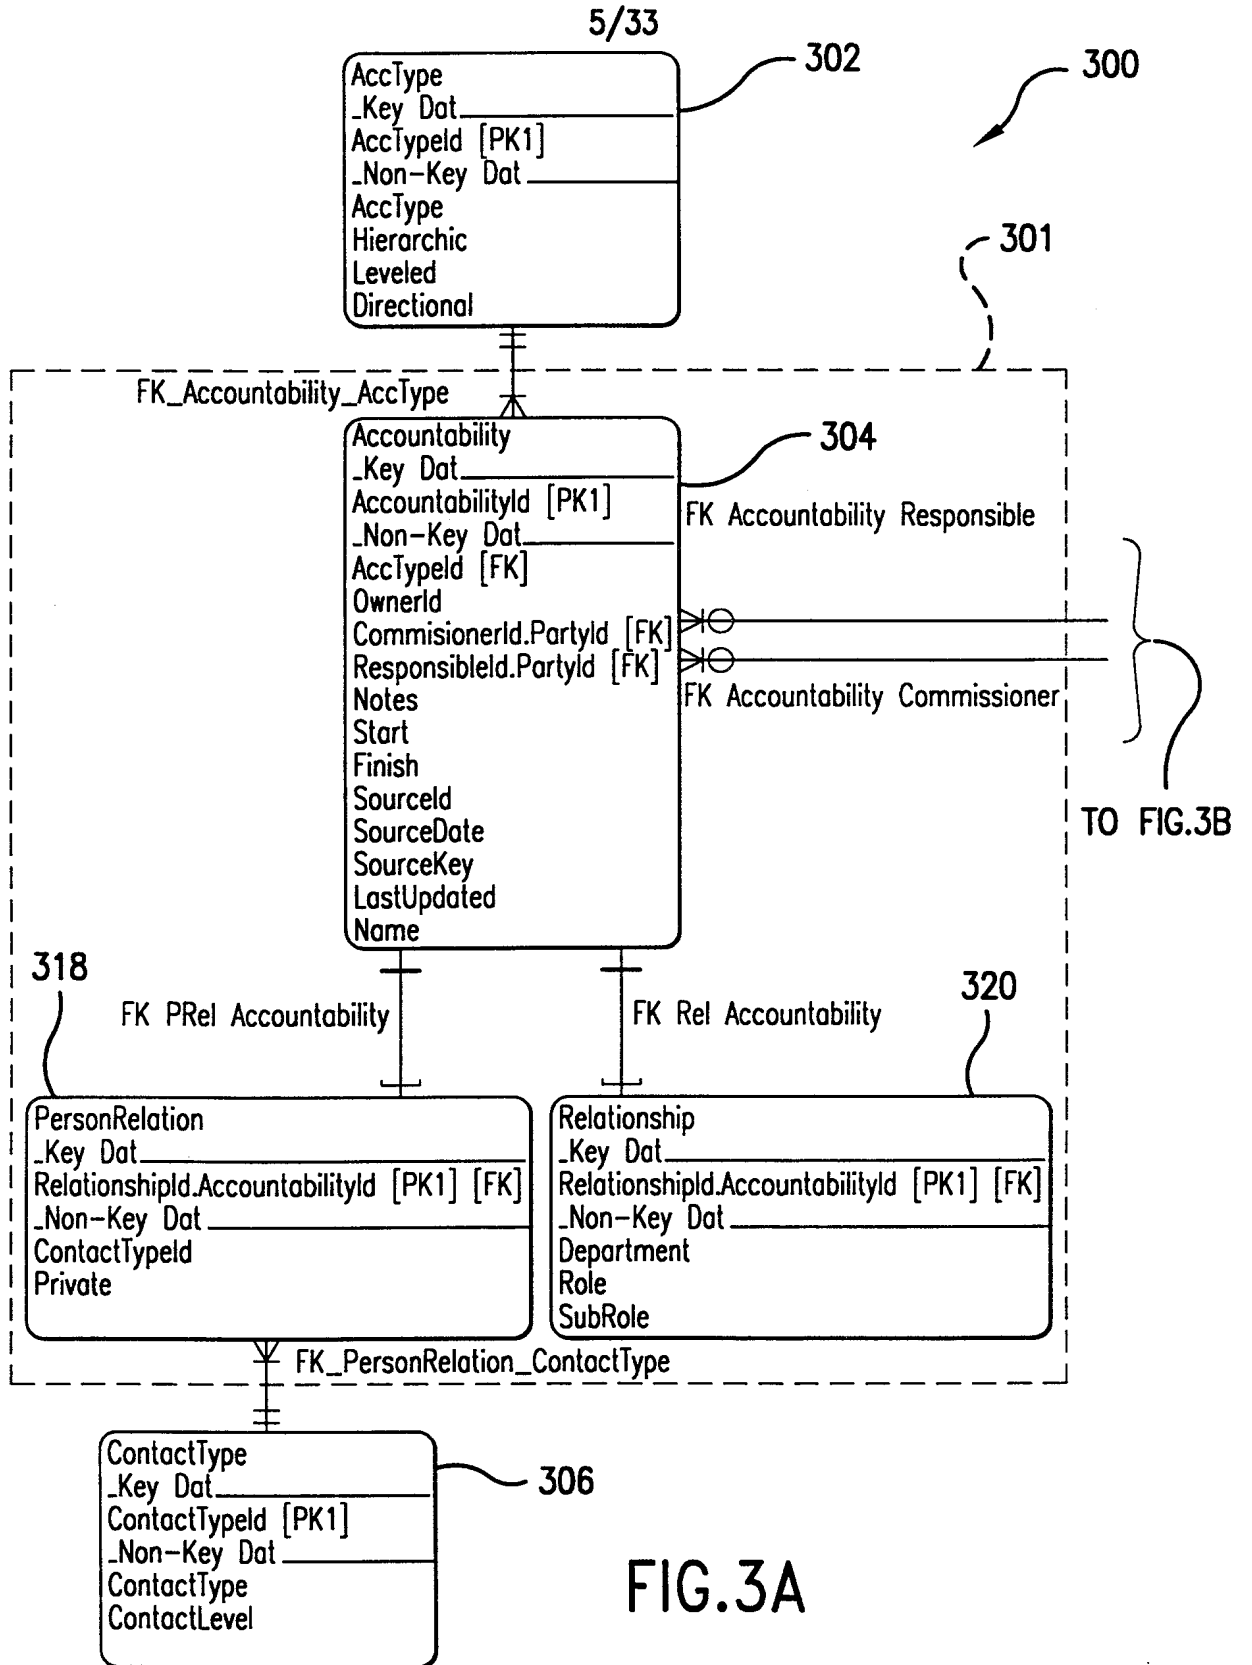 5/33
302
300
AccType
_Key Dat
AccTypeId [PK1]
_Non-Key Dat
AccType
Hierarchic
Leveled
Directional
301
FK_Accountability_AccType
304
Accountability
_Key Dat
AccountabilityId [PK1]
_Non-Key Dat
AccTypeId [FK]
OwnerId
CommisionerId.PartyId [FK]
ResponsibleId.PartyId [FK]
Notes
Start
Finish
SourceId
SourceDate
SourceKey
LastUpdated
Name
FK Accountability Responsible
FK Accountability Commissioner
TO FIG.3B
318
FK PRel Accountability
FK Rel Accountability
320
PersonRelation
_Key Dat
RelationshipId.AccountabilityId [PK1] [FK]
_Non-Key Dat
ContactTypeId
Private
Relationship
_Key Dat
RelationshipId.AccountabilityId [PK1] [FK]
_Non-Key Dat
Department
Role
SubRole
FK_PersonRelation_ContactType
ContactType
_Key Dat
ContactTypeId [PK1]
_Non-Key Dat
ContactType
ContactLevel
306
FIG.3A